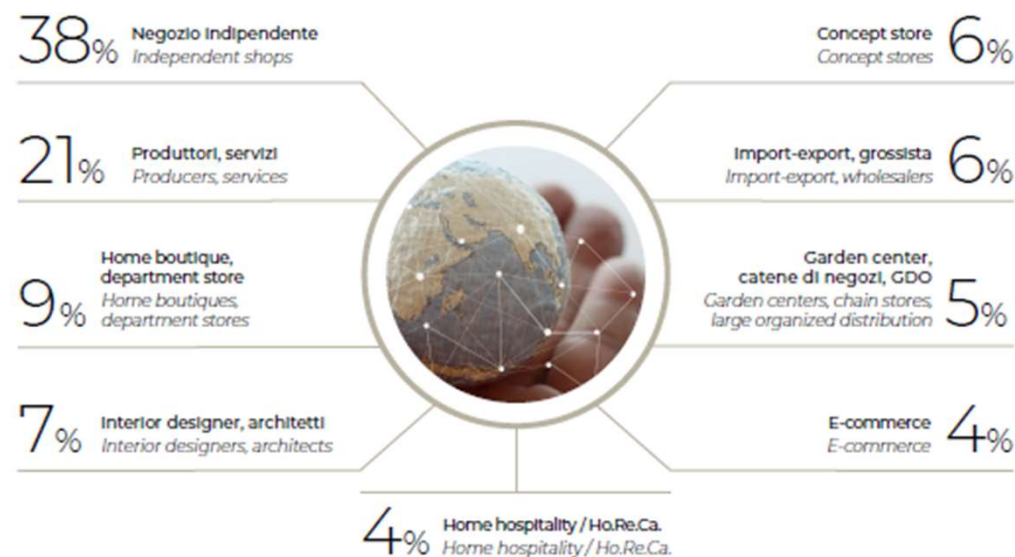 38% Negozio indipendente
Independent shops
21% Produttori, servizi
Producers, services
9% Home boutique,
department store
Home boutiques,
department stores
7% Interior designer, architetti
Interior designers, architects
Concept store 6%
Concept stores
Import-export, grossista 6%
Import-export, wholesalers
Garden center,
catene di negozi, GDO
Garden centers, chain stores, 5%
large organized distribution
E-commerce 4%
E-commerce
4% Home hospitality / Ho.Re.Ca.
Home hospitality / Ho.Re.Ca.